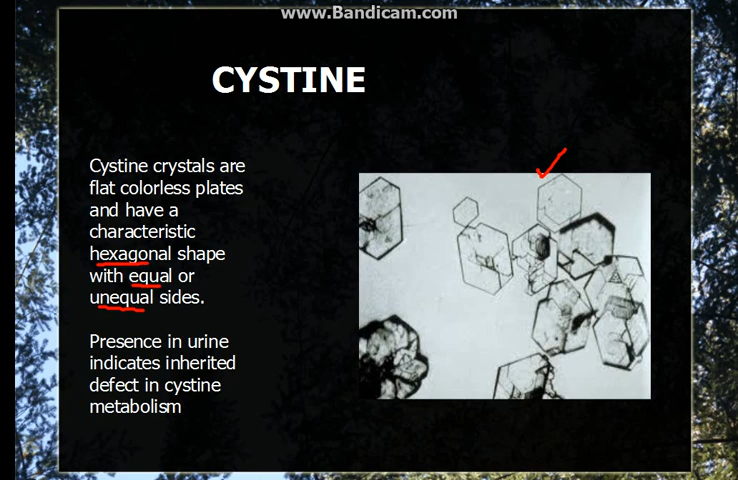 www.Bandicam.com
CYSTINE
Cystine crystals are
flat colorless plates
and have a
characteristic
hexagonal shape
with equal or
unequal sides.
Presence in urine
indicates inherited
defect in cystine
metabolism